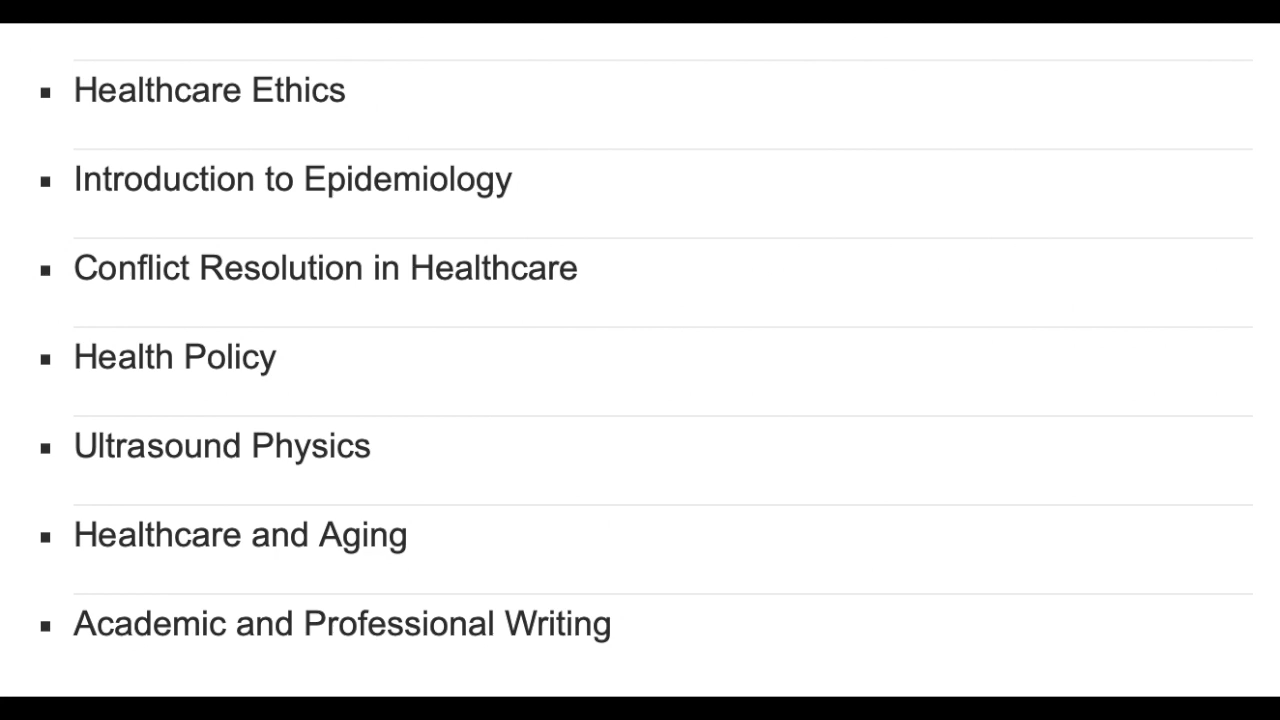 Healthcare Ethics
Introduction to Epidemiology
Conflict Resolution in Healthcare
Health Policy
Ultrasound Physics
Healthcare and Aging
Academic and Professional Writing